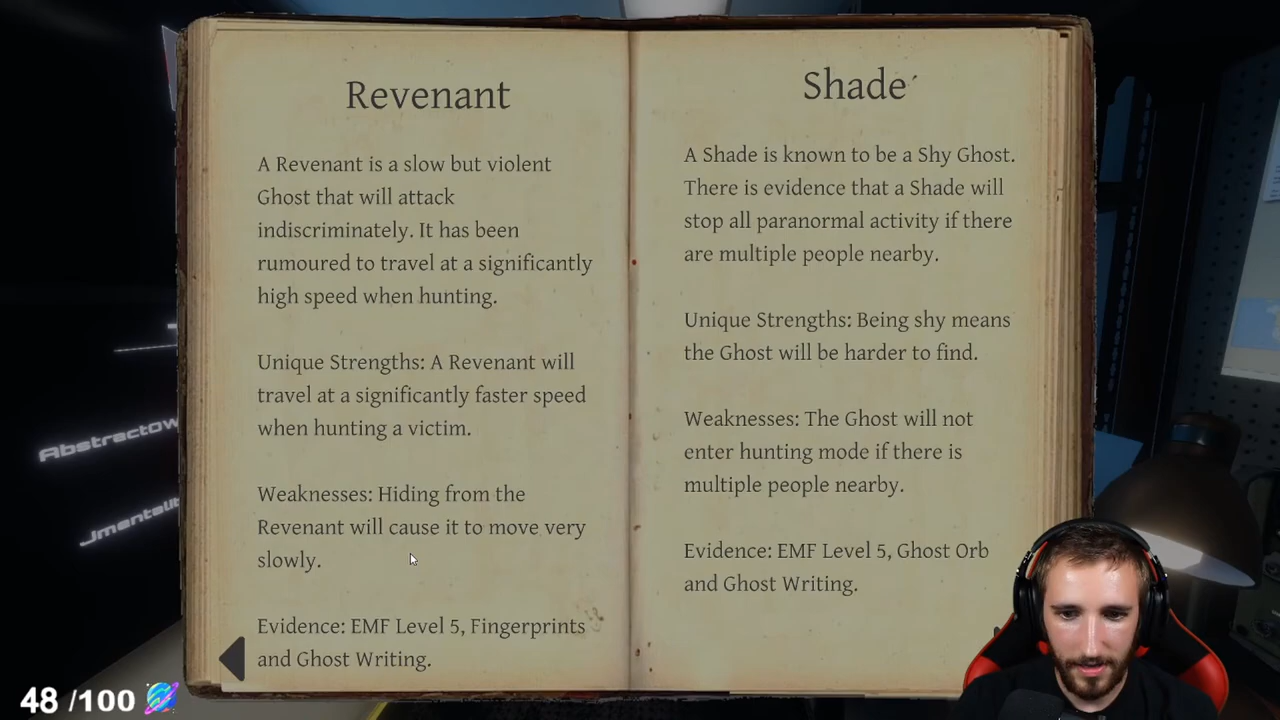 Revenant
A Revenant is a slow but violent
Ghost that will attack
indiscriminately. It has been
rumoured to travel at a significantly
high speed when hunting.
Unique Strengths: A Revenant will
travel at a significantly faster speed
when hunting a victim.
Weaknesses: Hiding from the
Revenant will cause it to move very
slowly.
Evidence: EMF Level 5, Fingerprints
and Ghost Writing.
Shade
A Shade is known to be a Shy Ghost.
There is evidence that a Shade will
stop all paranormal activity if there
are multiple people nearby.
Unique Strengths: Being shy means
the Ghost will be harder to find.
Weaknesses: The Ghost will not
enter hunting mode if there is
multiple people nearby.
Evidence: EMF Level 5, Ghost Orb
and Ghost Writing.
48 /100